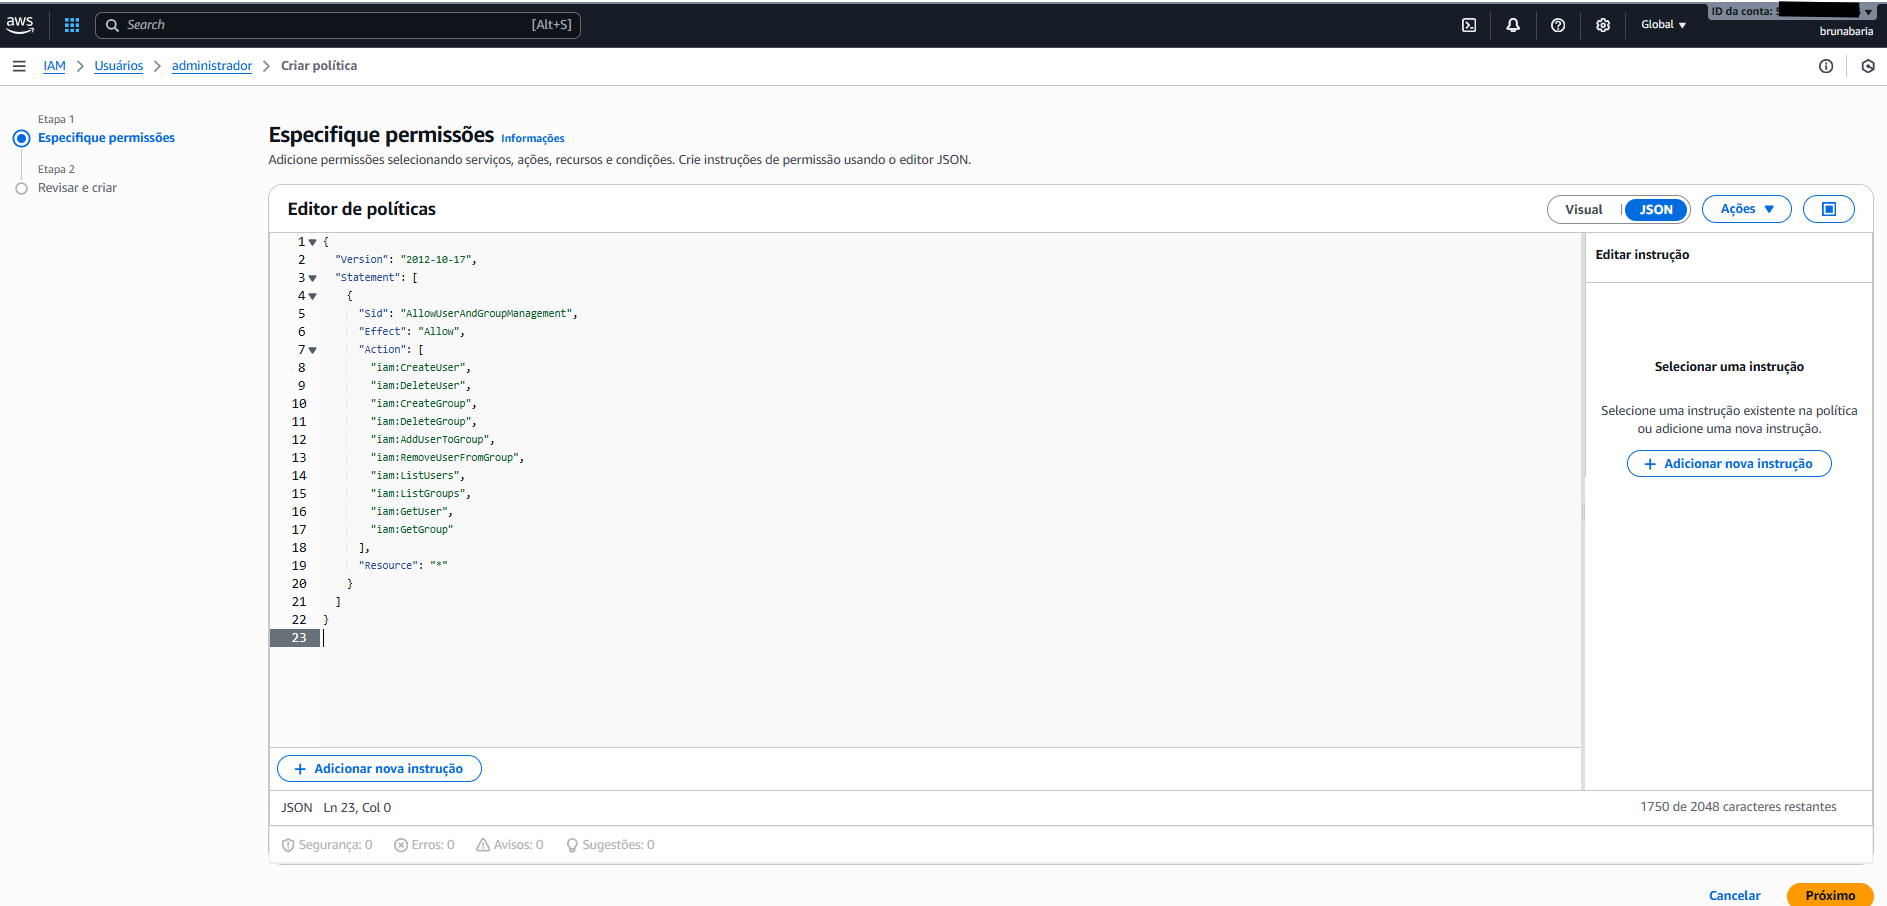 aws
Search [Alt+S]
Global
ID da conta: 5
brunabaria
IAM > Usuários > administrador > Criar política
Etapa 1
Especifique permissões
Etapa 2
Revisar e criar
Especifique permissões Informações
Adicione permissões selecionando serviços, ações, recursos e condições. Crie instruções de permissão usando o editor JSON.
Editor de políticas
Visual | JSON
Ações
1 {
2 "Version": "2012-10-17",
3 "Statement": [
4 {
5 "Sid": "AllowUserAndGroupManagement",
6 "Effect": "Allow",
7 "Action": [
8 "iam:CreateUser",
9 "iam:DeleteUser",
10 "iam:CreateGroup",
11 "iam:DeleteGroup",
12 "iam:AddUserToGroup",
13 "iam:RemoveUserFromGroup",
14 "iam:ListUsers",
15 "iam:ListGroups",
16 "iam:GetUser",
17 "iam:GetGroup"
18 ],
19 "Resource": "*"
20 }
21 ]
22 }
23
Editar instrução
Selecionar uma instrução
Selecione uma instrução existente na política
ou adicione uma nova instrução.
+ Adicionar nova instrução
+ Adicionar nova instrução
JSON Ln 23, Col 0
1750 de 2048 caracteres restantes
Segurança: 0 Erros: 0 Avisos: 0 Sugestões: 0
Cancelar
Próximo